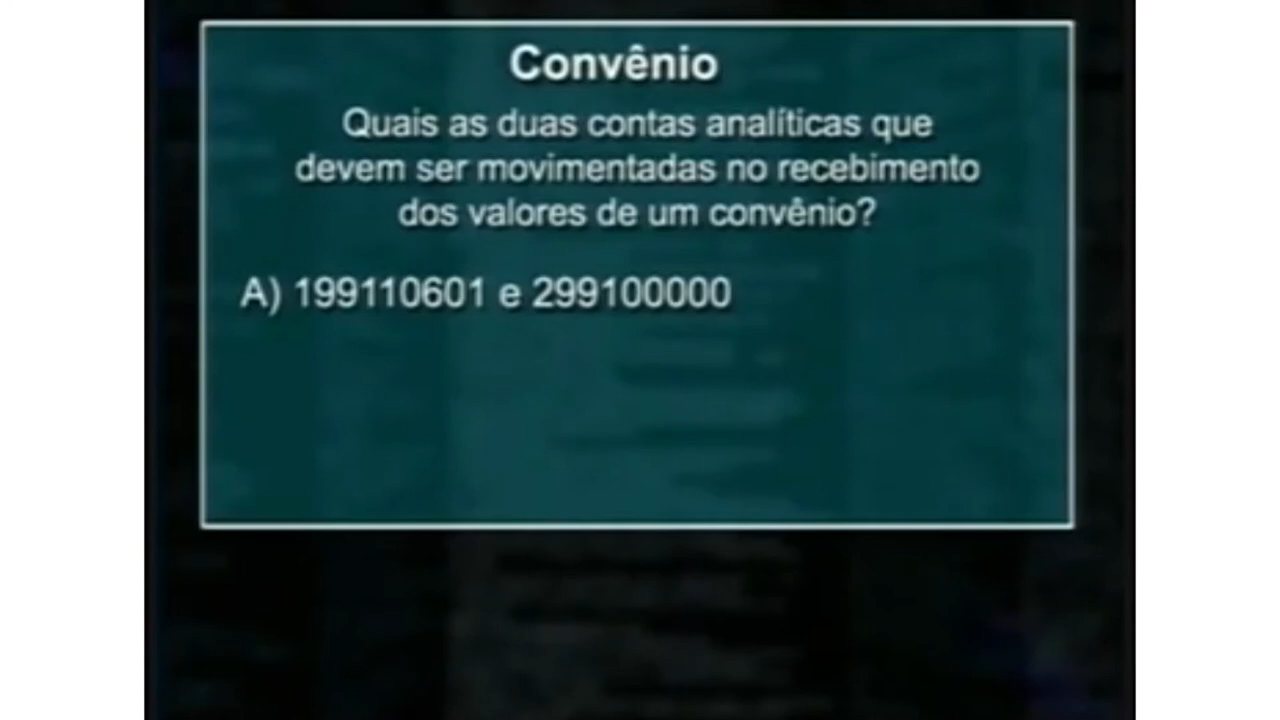 Convênio
Quais as duas contas analíticas que
devem ser movimentadas no recebimento
dos valores de um convênio?
A) 199110601 e 299100000